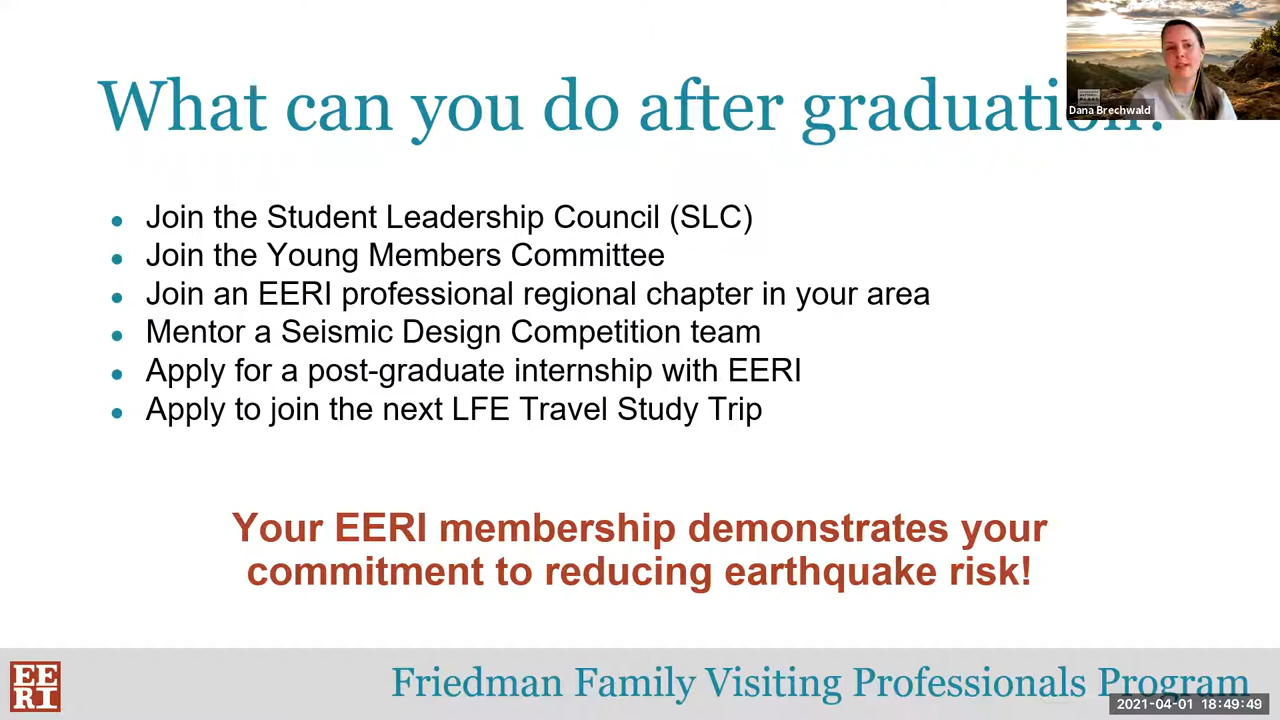 What can you do after graduation?
Dana Brechwald
Join the Student Leadership Council (SLC)
Join the Young Members Committee
Join an EERI professional regional chapter in your area
Mentor a Seismic Design Competition team
Apply for a post-graduate internship with EERI
Apply to join the next LFE Travel Study Trip
Your EERI membership demonstrates your
commitment to reducing earthquake risk!
EE
RI
Friedman Family Visiting Professionals Program
2021-04-01 18:49:49